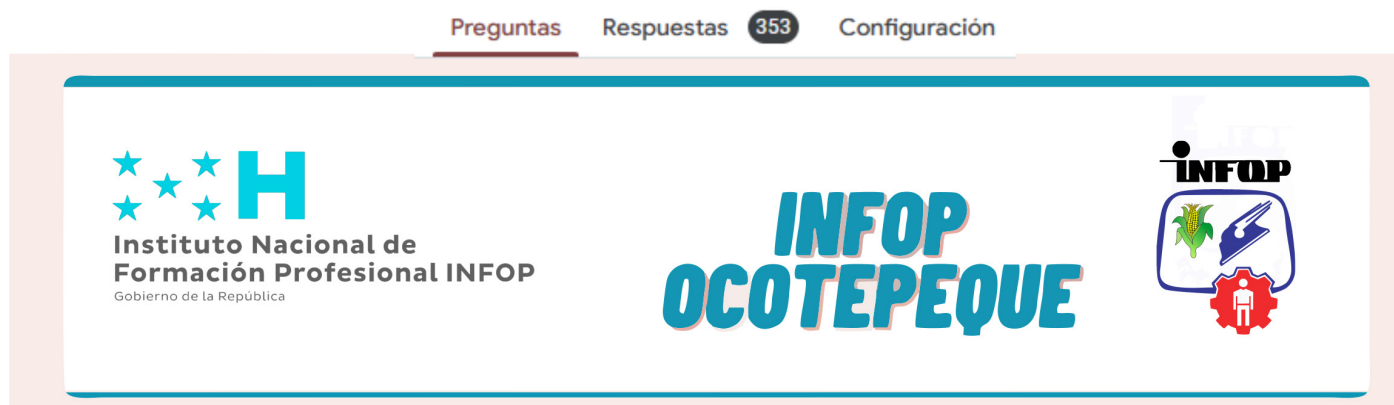 Preguntas Respuestas 353 Configuración
H
Instituto Nacional de
Formación Profesional INFOP
Gobierno de la República
INFOP
OCOTEPEQUE
INFOP